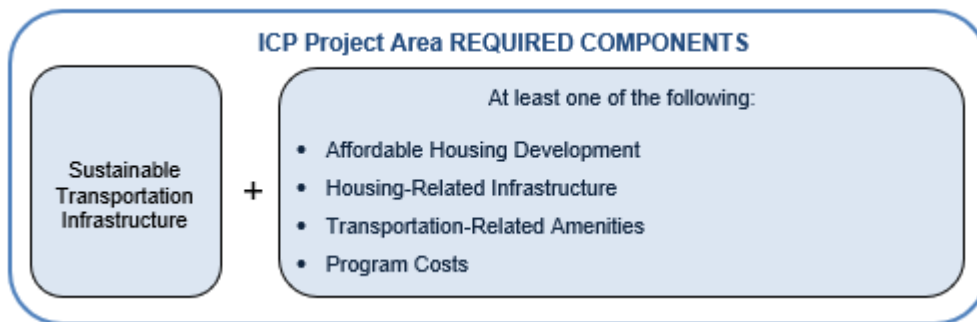 ICP Project Area REQUIRED COMPONENTS
Sustainable
Transportation
Infrastructure
+
At least one of the following:
• Affordable Housing Development
• Housing-Related Infrastructure
• Transportation-Related Amenities
• Program Costs